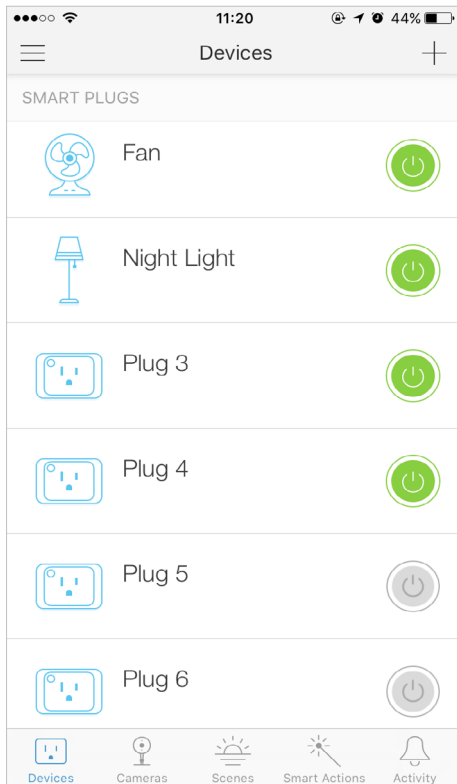 11:20
44%
Devices
SMART PLUGS
Fan
Night Light
Plug 3
Plug 4
Plug 5
Plug 6
Devices Cameras Scenes Smart Actions Activity